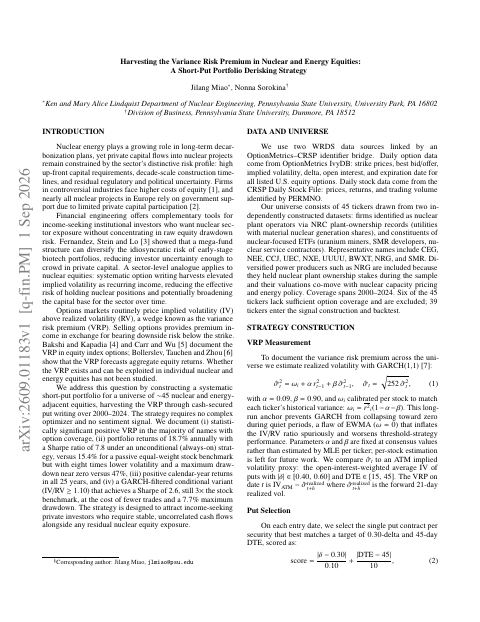 Harvesting the Variance Risk Premium in Nuclear and Energy Equities:
A Short-Put Portfolio Derisking Strategy
Jilang Miao*, Nonna Sorokina†
*Ken and Mary Alice Lindquist Department of Nuclear Engineering, Pennsylvania State University, University Park, PA 16802
†Division of Business, Pennsylvania State University, Dunmore, PA 18512
arXiv:2609.01183v1 [q-fin.PM] 1 Sep 2026
INTRODUCTION
Nuclear energy plays a growing role in long-term decar-
bonization plans, yet private capital flows into nuclear projects
remain constrained by the sector's distinctive risk profile: high
up-front capital requirements, decade-scale construction time-
lines, and residual regulatory and political uncertainty. Firms
in controversial industries face higher costs of equity [1], and
nearly all nuclear projects in Europe rely on government sup-
port due to limited private capital participation [2].
Financial engineering offers complementary tools for
income-seeking institutional investors who want nuclear sec-
tor exposure without concentrating in raw equity drawdown
risk. Fernandez, Stein and Lo [3] showed that a mega-fund
structure can diversify the idiosyncratic risk of early-stage
biotech portfolios, reducing investor uncertainty enough to
crowd in private capital. A sector-level analogue applies to
nuclear equities: systematic option writing harvests elevated
implied volatility as recurring income, reducing the effective
risk of holding nuclear positions and potentially broadening
the capital base for the sector over time.
Options markets routinely price implied volatility (IV)
above realized volatility (RV), a wedge known as the variance
risk premium (VRP). Selling options provides premium in-
come in exchange for bearing downside risk below the strike.
Bakshi and Kapadia [4] and Carr and Wu [5] document the
VRP in equity index options; Bollerslev, Tauchen and Zhou [6]
show that the VRP forecasts aggregate equity returns. Whether
the VRP exists and can be exploited in individual nuclear and
energy equities has not been studied.
We address this question by constructing a systematic
short-put portfolio for a universe of ~45 nuclear and energy-
adjacent equities, harvesting the VRP through cash-secured
put writing over 2000–2024. The strategy requires no complex
optimizer and no sentiment signal. We document (i) statisti-
cally significant positive VRP in the majority of names with
option coverage, (ii) portfolio returns of 18.7% annually with
a Sharpe ratio of 7.8 under an unconditional (always-on) strat-
egy, versus 15.4% for a passive equal-weight stock benchmark
but with eight times lower volatility and a maximum draw-
down near zero versus 47%, (iii) positive calendar-year returns
in all 25 years, and (iv) a GARCH-filtered conditional variant
(IV/RV ≥ 1.10) that achieves a Sharpe of 2.6, still 3× the stock
benchmark, at the cost of fewer trades and a 7.7% maximum
drawdown. The strategy is designed to attract income-seeking
private investors who require stable, uncorrelated cash flows
alongside any residual nuclear equity exposure.
§Corresponding author: Jilang Miao, jlmiao@psu.edu
DATA AND UNIVERSE
We use two WRDS data sources linked by an
OptionMetrics–CRSP identifier bridge. Daily option data
come from OptionMetrics IvyDB: strike prices, best bid/offer,
implied volatility, delta, open interest, and expiration date for
all listed U.S. equity options. Daily stock data come from the
CRSP Daily Stock File: prices, returns, and trading volume
identified by PERMNO.
Our universe consists of 45 tickers drawn from two in-
dependently constructed datasets: firms identified as nuclear
plant operators via NRC plant-ownership records (utilities
with material nuclear generation shares), and constituents of
nuclear-focused ETFs (uranium miners, SMR developers, nu-
clear service contractors). Representative names include CEG,
NEE, CCJ, UEC, NXE, UUUU, BWXT, NRG, and SMR. Di-
versified power producers such as NRG are included because
they held nuclear plant ownership stakes during the sample
and their valuations co-move with nuclear capacity pricing
and energy policy. Coverage spans 2000–2024. Six of the 45
tickers lack sufficient option coverage and are excluded; 39
tickers enter the signal construction and backtest.
STRATEGY CONSTRUCTION
VRP Measurement
To document the variance risk premium across the uni-
verse we estimate realized volatility with GARCH(1,1) [7]:
σ̂²ₜ = ωᵢ + α r²ₜ₋₁ + β σ̂²ₜ₋₁, σ̂ₜ = √(252 σ̂²ₜ), (1)
with α = 0.09, β = 0.90, and ωᵢ calibrated per stock to match
each ticker's historical variance: ωᵢ = r̄²ᵢ(1−α−β). This long-
run anchor prevents GARCH from collapsing toward zero
during quiet periods, a flaw of EWMA (ω = 0) that inflates
the IV/RV ratio spuriously and worsens threshold-strategy
performance. Parameters α and β are fixed at consensus values
rather than estimated by MLE per ticker; per-stock estimation
is left for future work. We compare σ̂ₜ to an ATM implied
volatility proxy: the open-interest-weighted average IV of
puts with |δ| ∈ [0.40, 0.60] and DTE ∈ [15, 45]. The VRP on
date t is IVₐₜₘ − σ̂ʳᵉᵃˡⁱᶻᵉᵈ where σ̂ʳᵉᵃˡⁱᶻᵉᵈ is the forward 21-day
realized vol.
Put Selection
On each entry date, we select the single put contract per
security that best matches a target of 0.30-delta and 45-day
DTE, scored as:
score = |δ − 0.30| / 0.10 + |DTE − 45| / 10, (2)